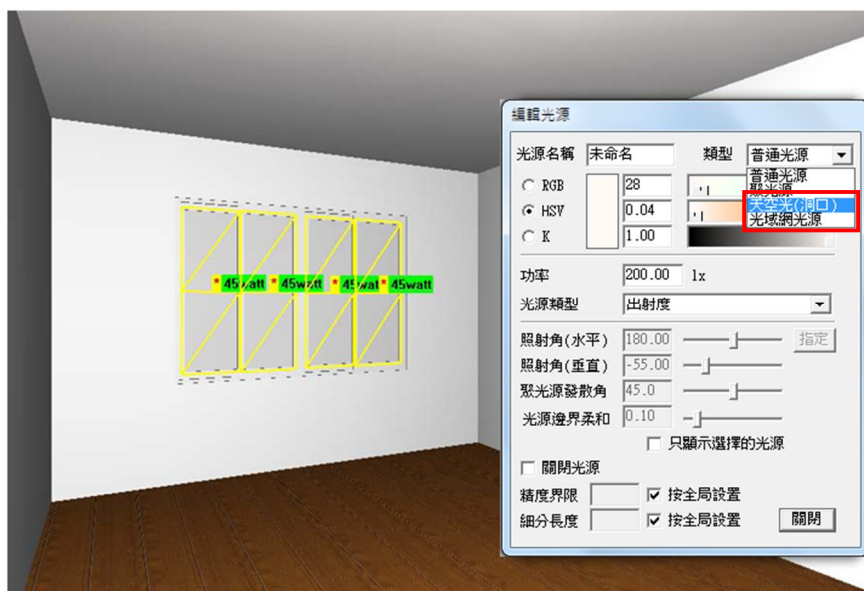 編輯光源
光源名稱 未命名 類型 普通光源
普通光源
聚光源
天空光(洞口)
光域網光源
RGB 28
HSV 0.04
K 1.00
功率 200.00 lx
光源類型 出射度
照射角(水平) 180.00 指定
照射角(垂直) -55.00
聚光源發散角 45.0
光源邊界柔和 0.10
只顯示選擇的光源
關閉光源
精度界限 按全局設置
細分長度 按全局設置 關閉
* 45watt * 45watt * 45wat * 45watt